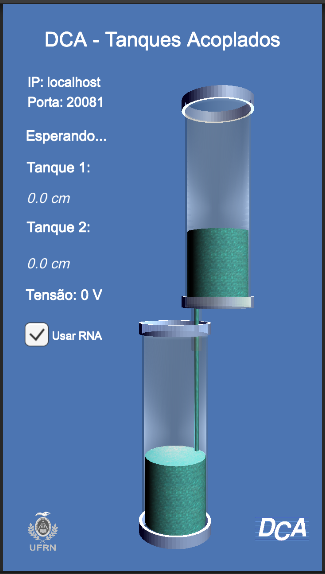 DCA - Tanques Acoplados
IP: localhost
Porta: 20081
Esperando...
Tanque 1:
0.0 cm
Tanque 2:
0.0 cm
Tensão: 0 V
Usar RNA
UFRN
DCA